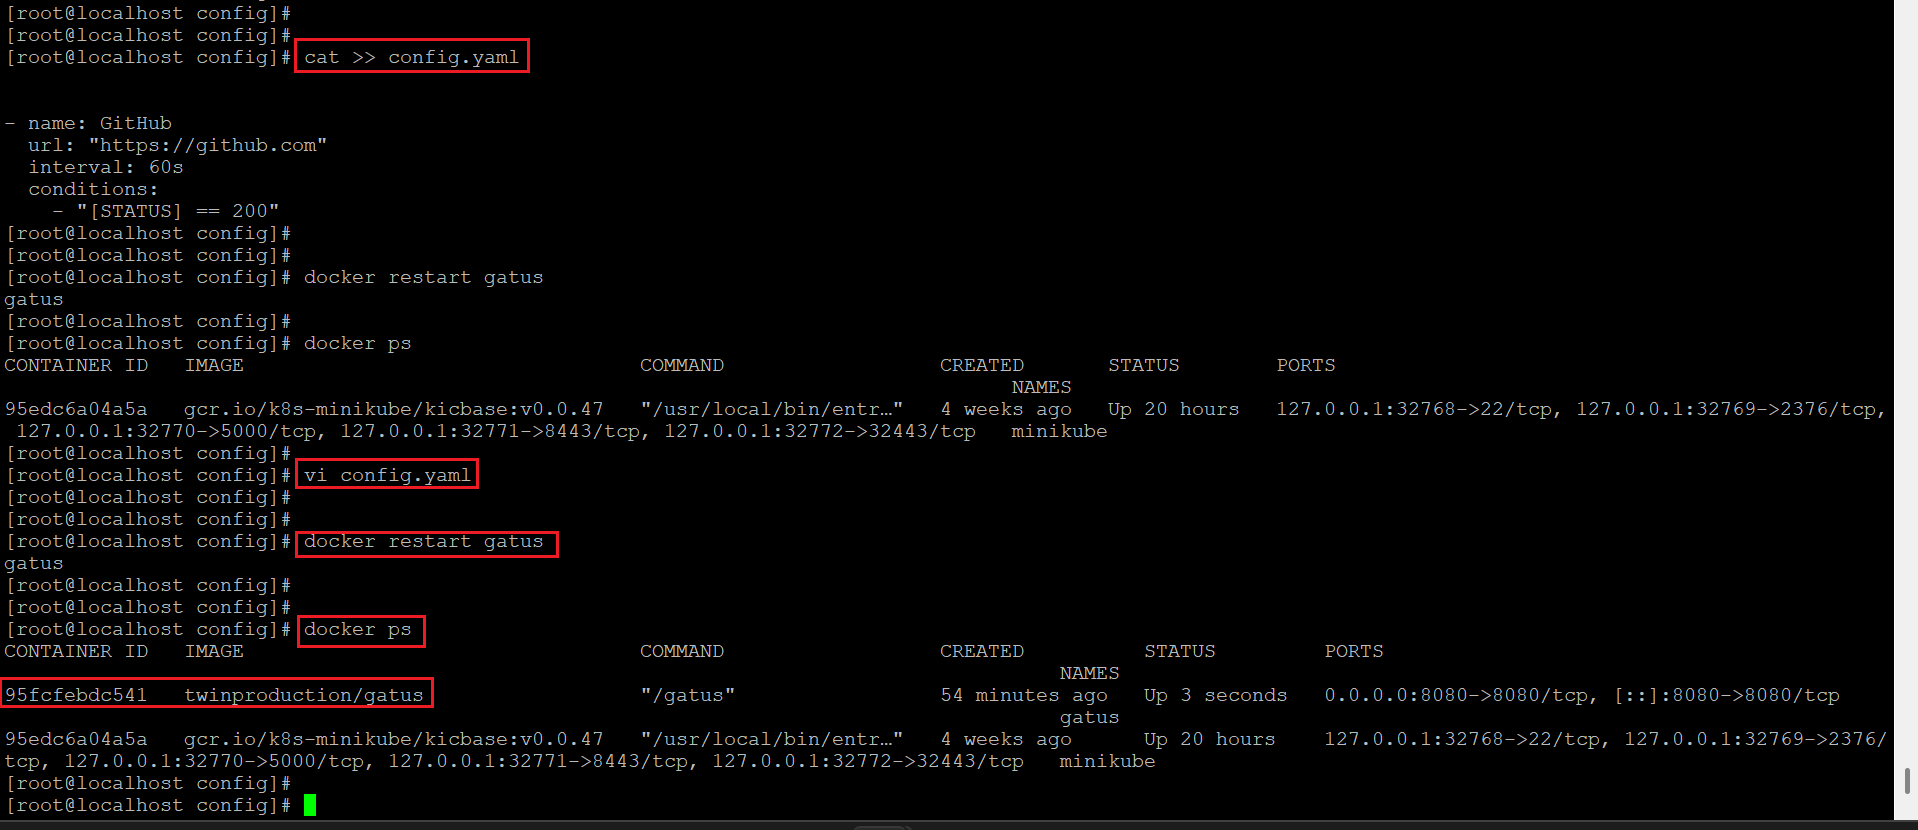 [root@localhost config]#
[root@localhost config]#
[root@localhost config]# cat >> config.yaml
- name: GitHub
  url: "https://github.com"
  interval: 60s
  conditions:
    - "[STATUS] == 200"
[root@localhost config]#
[root@localhost config]#
[root@localhost config]# docker restart gatus
gatus
[root@localhost config]#
[root@localhost config]# docker ps
CONTAINER ID   IMAGE                                 COMMAND                  CREATED       STATUS        PORTS
NAMES
95edc6a04a5a   gcr.io/k8s-minikube/kicbase:v0.0.47   "/usr/local/bin/entr…"   4 weeks ago   Up 20 hours   127.0.0.1:32768->22/tcp, 127.0.0.1:32769->2376/tcp,
 127.0.0.1:32770->5000/tcp, 127.0.0.1:32771->8443/tcp, 127.0.0.1:32772->32443/tcp   minikube
[root@localhost config]#
[root@localhost config]# vi config.yaml
[root@localhost config]#
[root@localhost config]#
[root@localhost config]# docker restart gatus
gatus
[root@localhost config]#
[root@localhost config]#
[root@localhost config]# docker ps
CONTAINER ID   IMAGE                                 COMMAND                  CREATED          STATUS         PORTS
NAMES
95fcfebdc541   twinproduction/gatus                  "/gatus"                 54 minutes ago   Up 3 seconds   0.0.0.0:8080->8080/tcp, [::]:8080->8080/tcp
gatus
95edc6a04a5a   gcr.io/k8s-minikube/kicbase:v0.0.47   "/usr/local/bin/entr…"   4 weeks ago      Up 20 hours    127.0.0.1:32768->22/tcp, 127.0.0.1:32769->2376/
tcp, 127.0.0.1:32770->5000/tcp, 127.0.0.1:32771->8443/tcp, 127.0.0.1:32772->32443/tcp   minikube
[root@localhost config]#
[root@localhost config]#